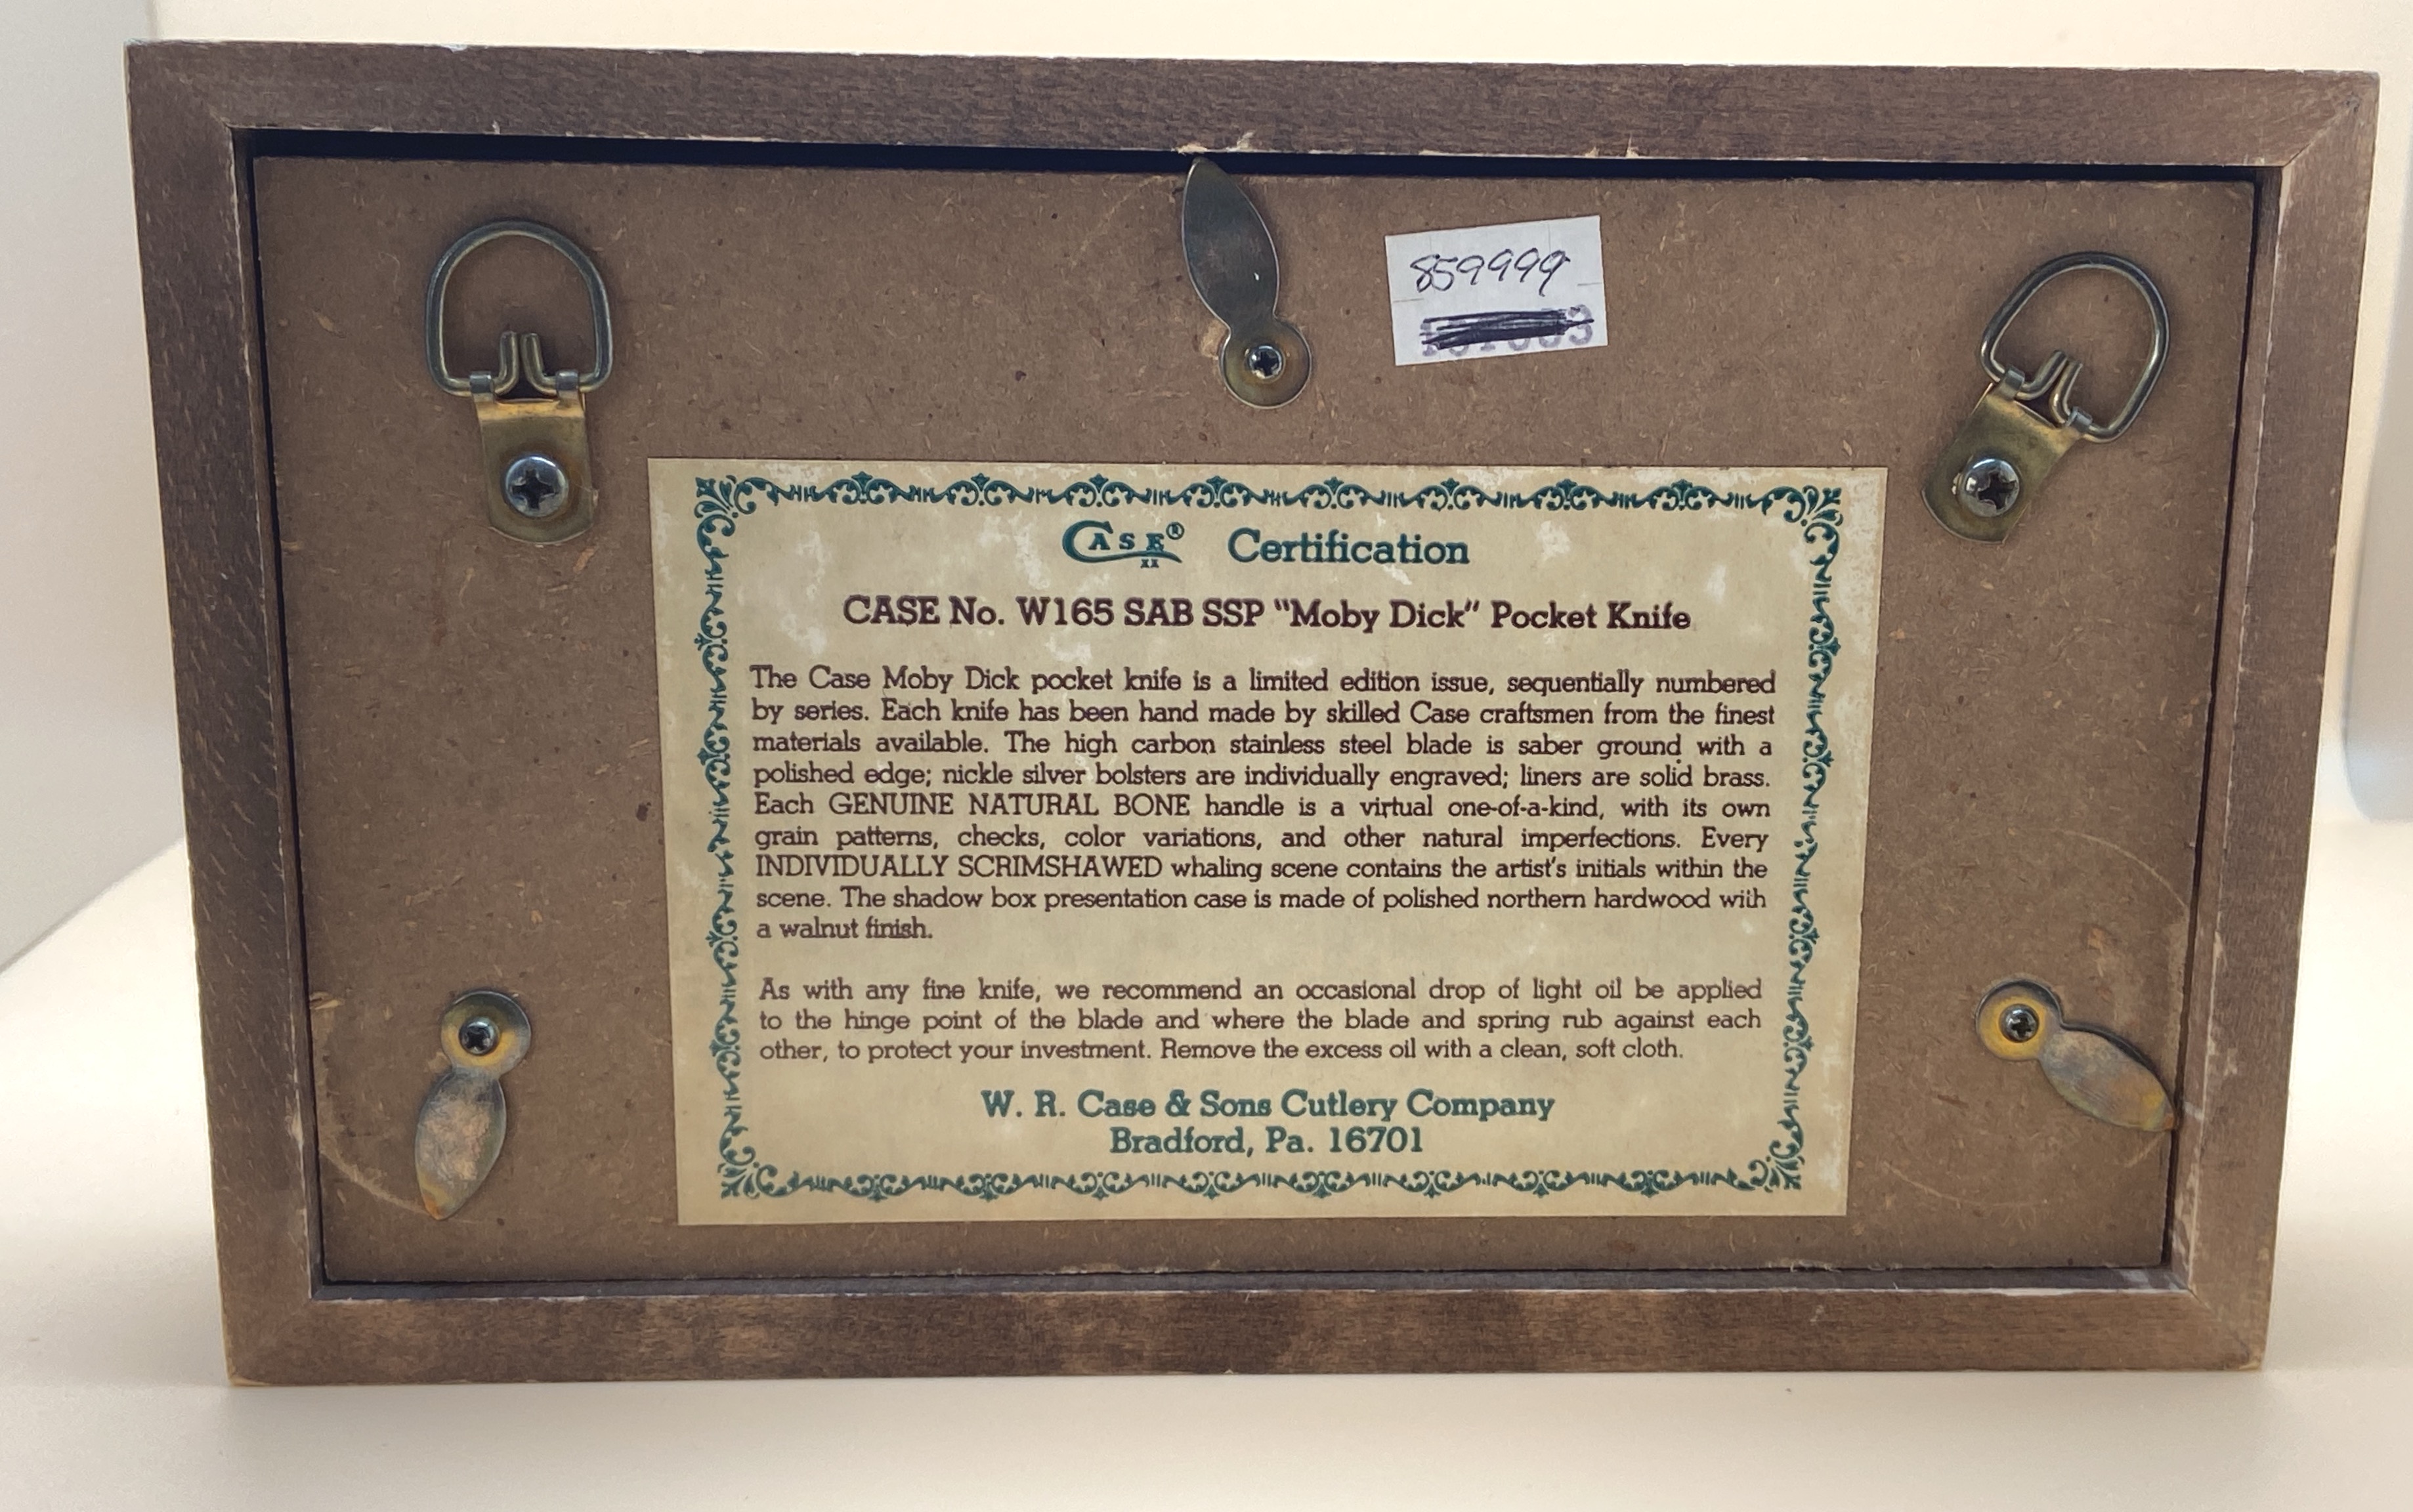 859999
CASE® Certification
XX
CASE No. W165 SAB SSP "Moby Dick" Pocket Knife
The Case Moby Dick pocket knife is a limited edition issue, sequentially numbered
by series. Each knife has been hand made by skilled Case craftsmen from the finest
materials available. The high carbon stainless steel blade is saber ground with a
polished edge; nickle silver bolsters are individually engraved; liners are solid brass.
Each GENUINE NATURAL BONE handle is a virtual one-of-a-kind, with its own
grain patterns, checks, color variations, and other natural imperfections. Every
INDIVIDUALLY SCRIMSHAWED whaling scene contains the artist's initials within the
scene. The shadow box presentation case is made of polished northern hardwood with
a walnut finish.
As with any fine knife, we recommend an occasional drop of light oil be applied
to the hinge point of the blade and where the blade and spring rub against each
other, to protect your investment. Remove the excess oil with a clean, soft cloth.
W. R. Case & Sons Cutlery Company
Bradford, Pa. 16701